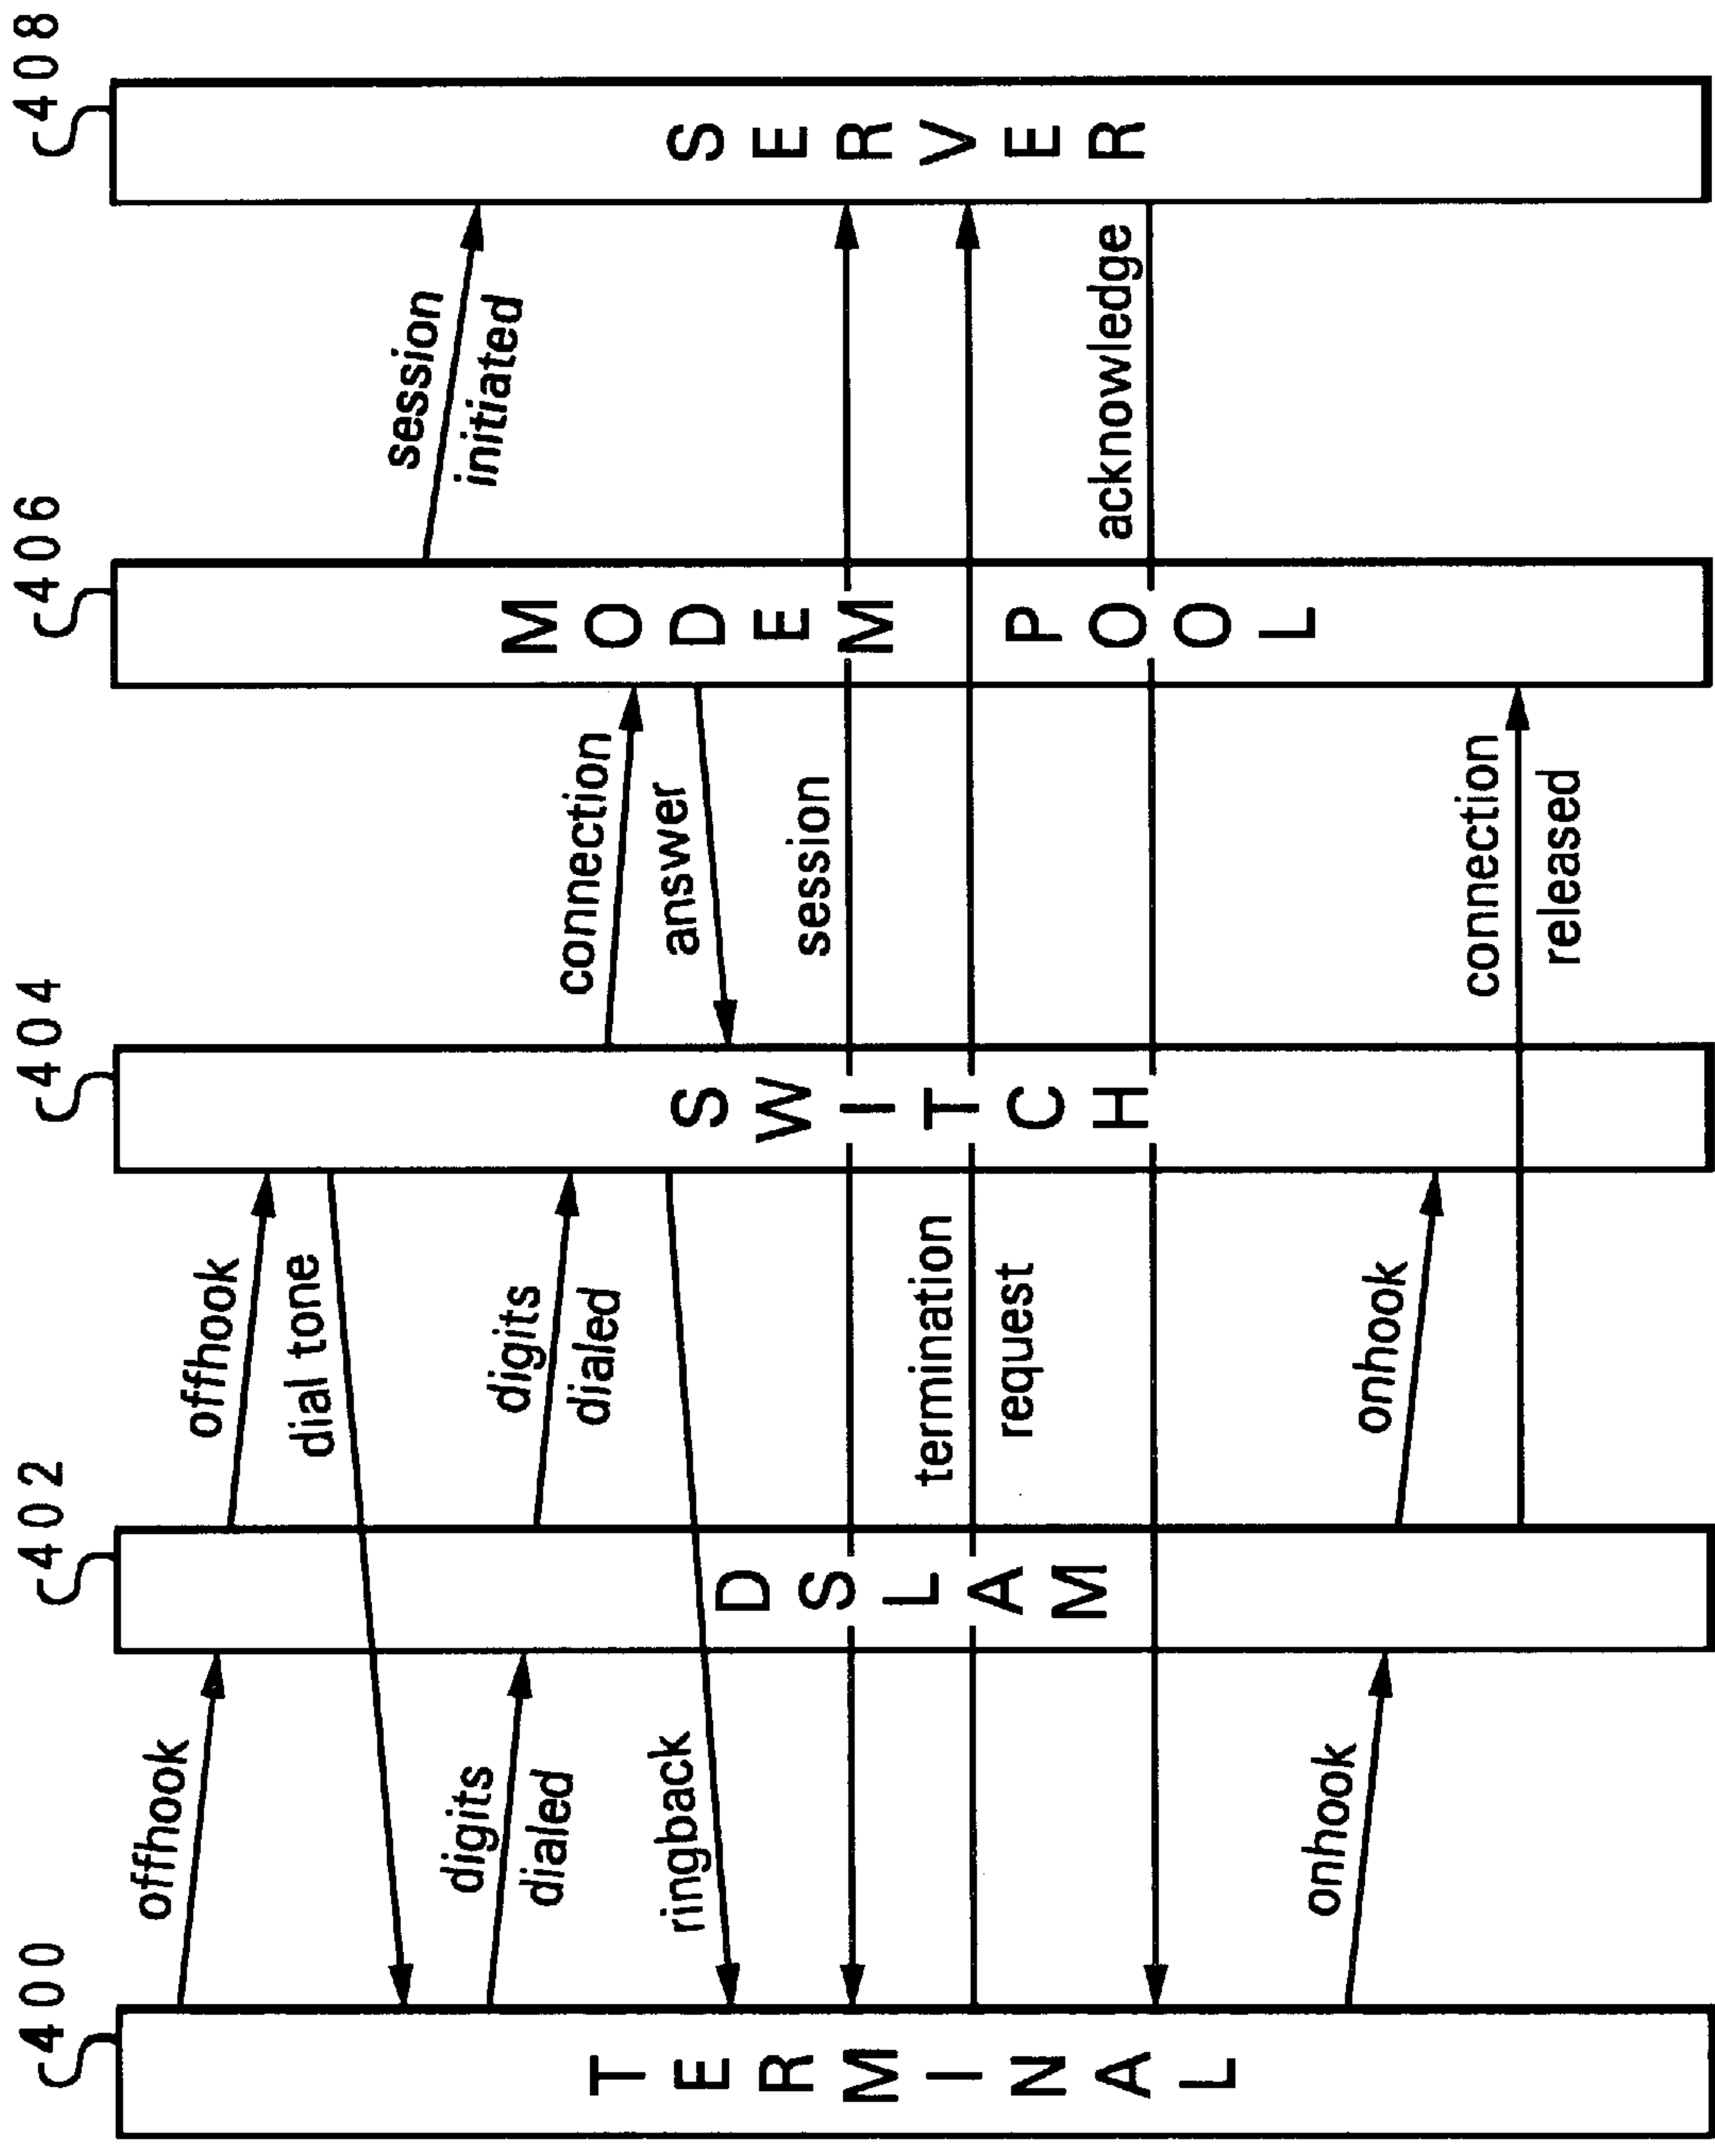 400
402
404
406
408
TERMINAL
DSLAM
SWITCH
MODEM POOL
SERVER
offhook
offhook
dial tone
session
initiated
digits
dialed
digits
dialed
connection
answer
ringback
session
termination
request
acknowledge
onhook
onhook
connection
released